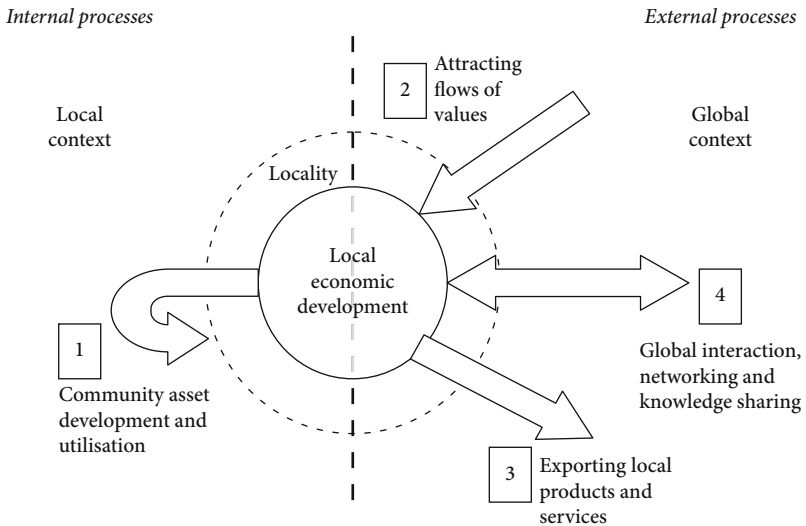 Internal processes
External processes
Local
context
2
Attracting
flows of
values
Global
context
Locality
Local
economic
development
1
Community asset
development and
utilisation
4
Global interaction,
networking and
knowledge sharing
3
Exporting local
products and
services